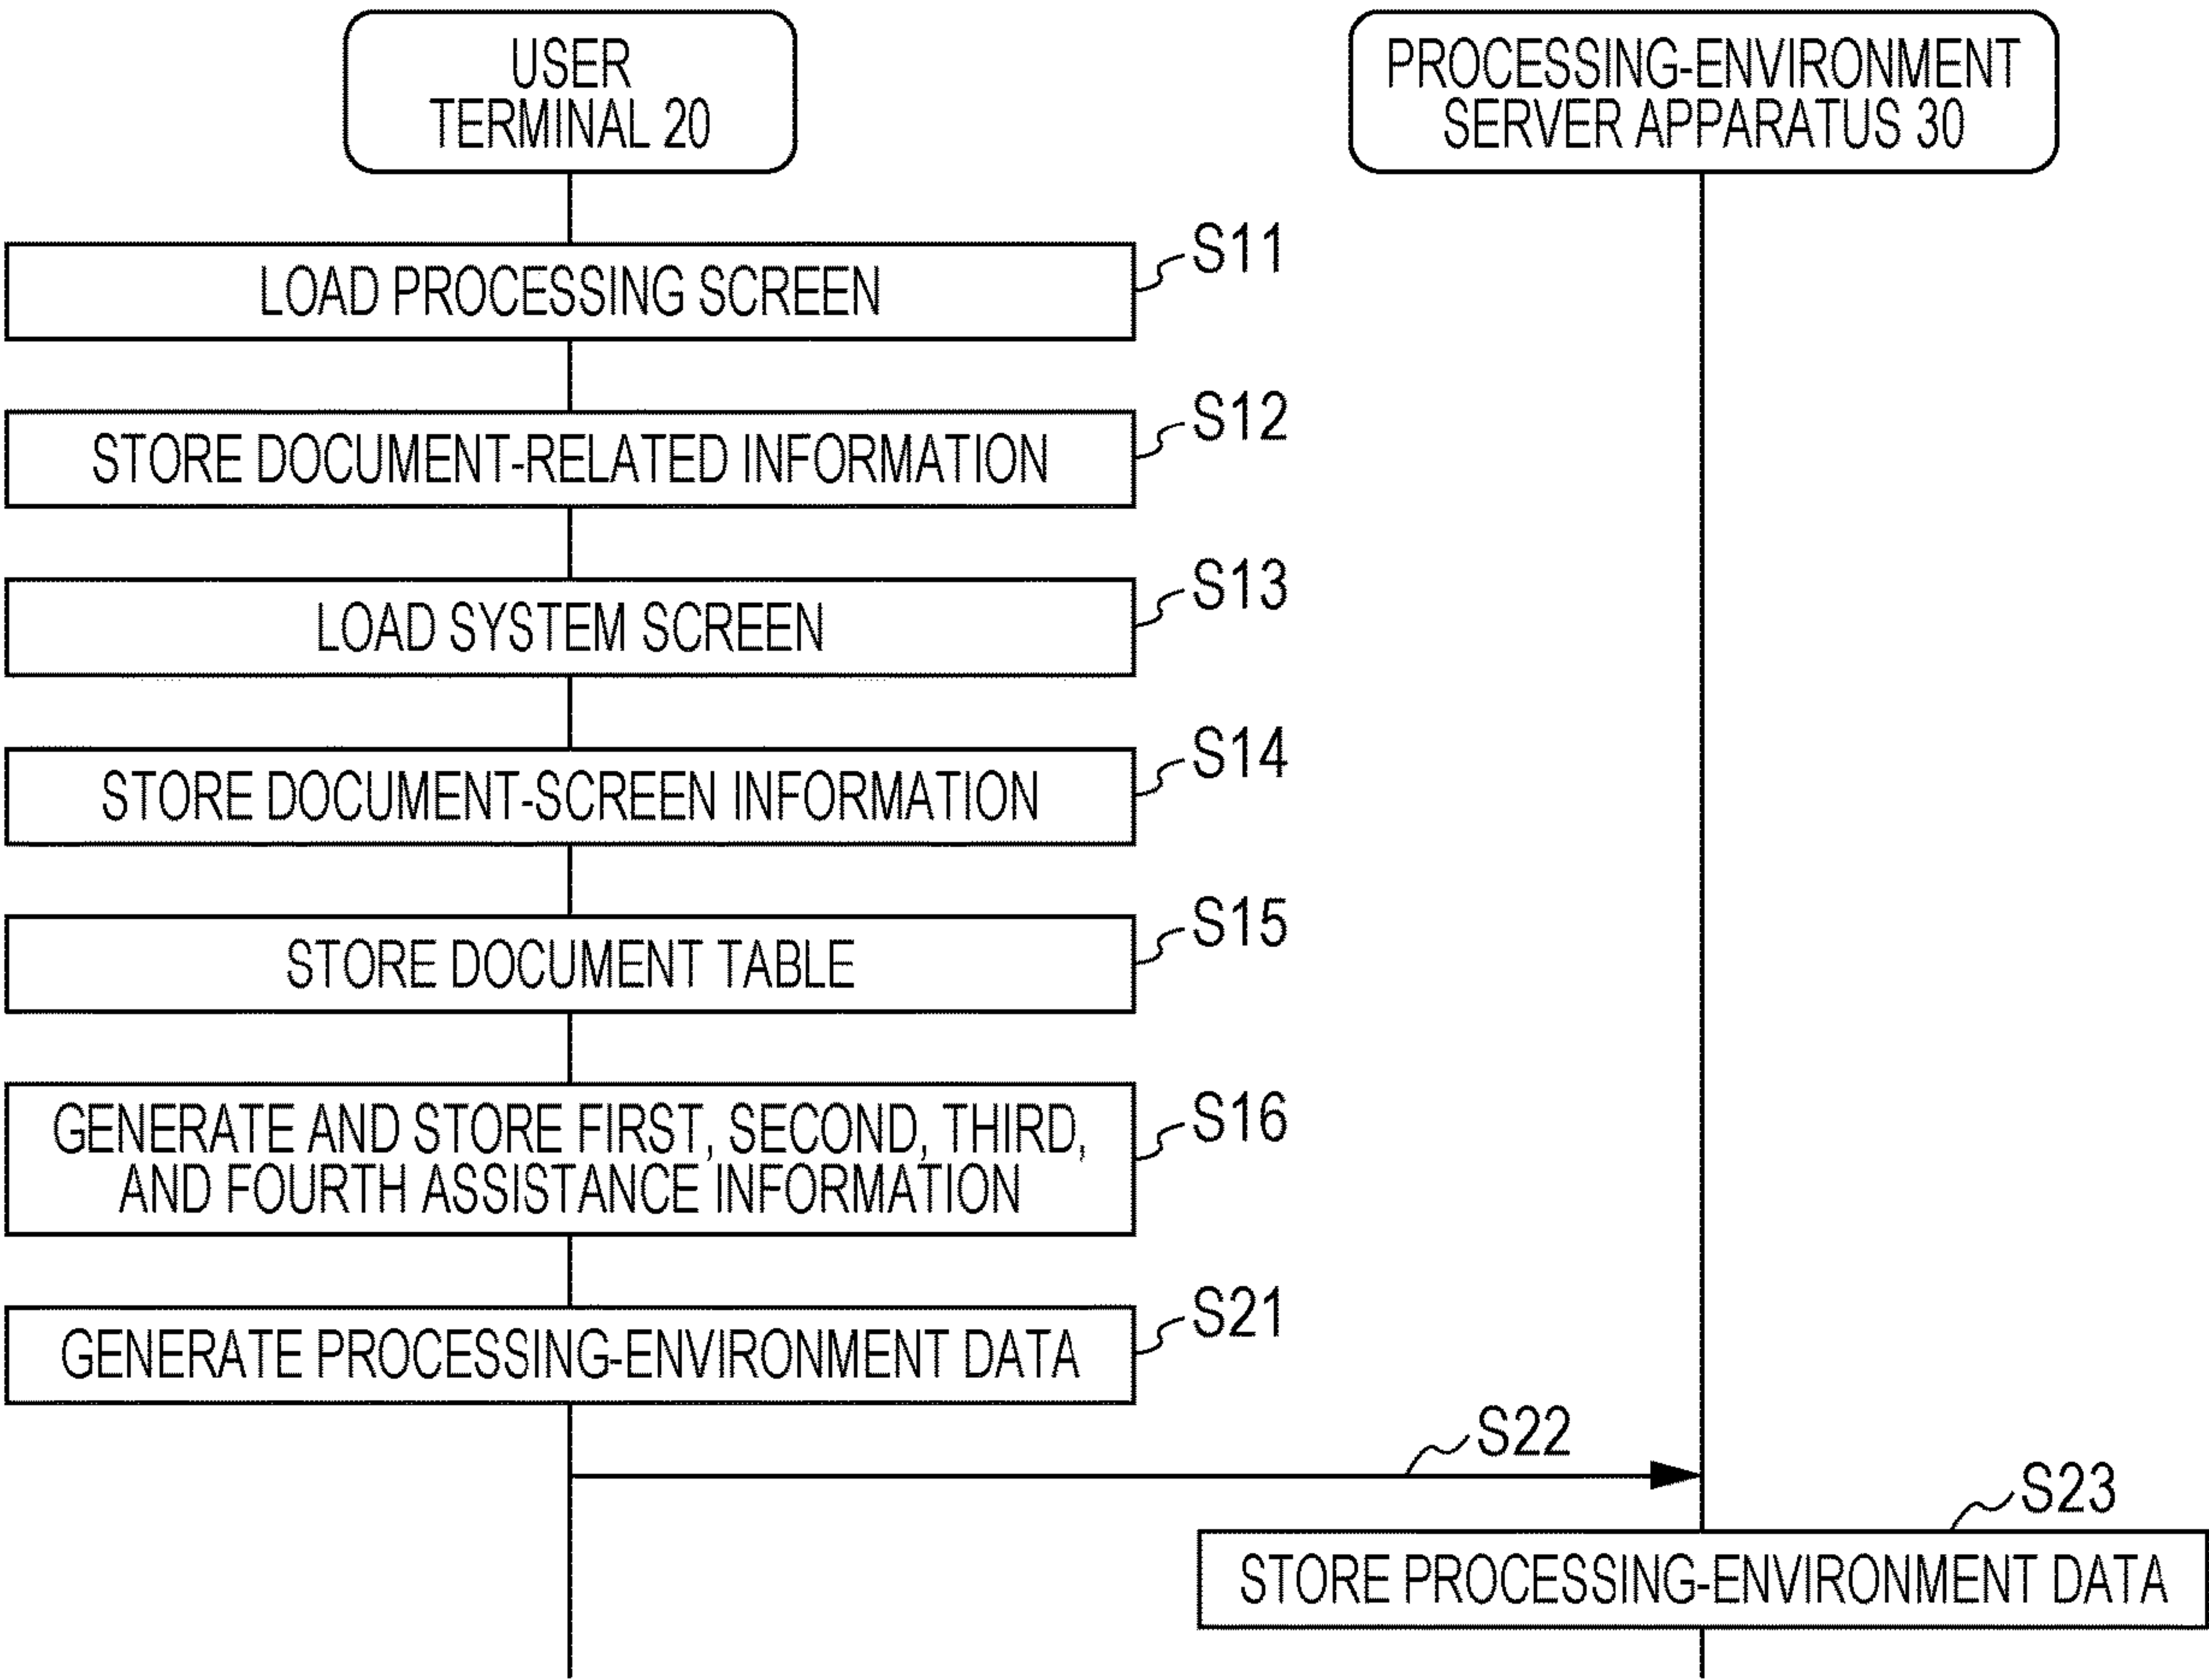 USER
TERMINAL 20
PROCESSING-ENVIRONMENT
SERVER APPARATUS 30
S11
LOAD PROCESSING SCREEN
S12
STORE DOCUMENT-RELATED INFORMATION
S13
LOAD SYSTEM SCREEN
S14
STORE DOCUMENT-SCREEN INFORMATION
S15
STORE DOCUMENT TABLE
S16
GENERATE AND STORE FIRST, SECOND, THIRD,
AND FOURTH ASSISTANCE INFORMATION
S21
GENERATE PROCESSING-ENVIRONMENT DATA
S22
S23
STORE PROCESSING-ENVIRONMENT DATA